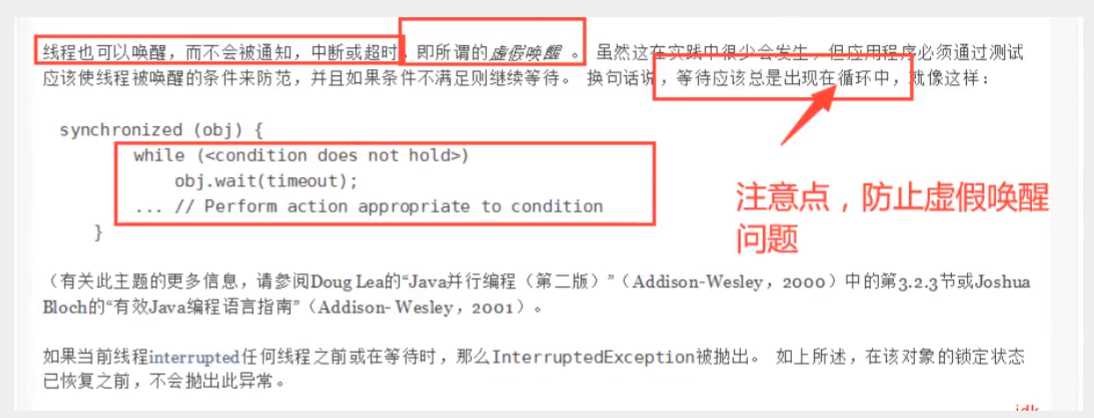 线程也可以唤醒，而不会被通知，中断或超时，即所谓的虚假唤醒 。 虽然这在实践中很少会发生，但应用程序必须通过测试
应该使线程被唤醒的条件来防范，并且如果条件不满足则继续等待。 换句话说，等待应该总是出现在循环中，就像这样：
synchronized (obj) {
while (<condition does not hold>)
obj.wait(timeout);
... // Perform action appropriate to condition
}
注意点，防止虚假唤醒
问题
（有关此主题的更多信息，请参阅Doug Lea的“Java并行编程（第二版）”（Addison-Wesley，2000）中的第3.2.3节或Joshua
Bloch的“有效Java编程语言指南”（Addison- Wesley，2001）。
如果当前线程interrupted任何线程之前或在等待时，那么InterruptedException被抛出。 如上所述，在该对象的锁定状态
已恢复之前，不会抛出此异常。